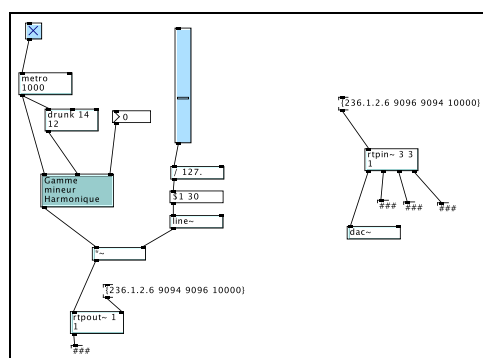 metro
1000
drunk 14
12
0
Gamme
mineur
Harmonique
/ 127.
$1 30
line~
*~
{236.1.2.6 9094 9096 10000}
rtpout~ 1
1
###
{236.1.2.6 9096 9094 10000}
rtpin~ 3 3
1
### ### ###
dac~